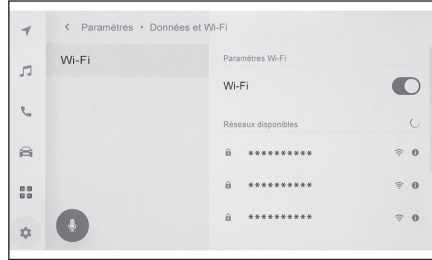 < Paramètres • Données et Wi-Fi
Wi-Fi
Paramètres Wi-Fi
Wi-Fi
Réseaux disponibles
**********
**********
**********